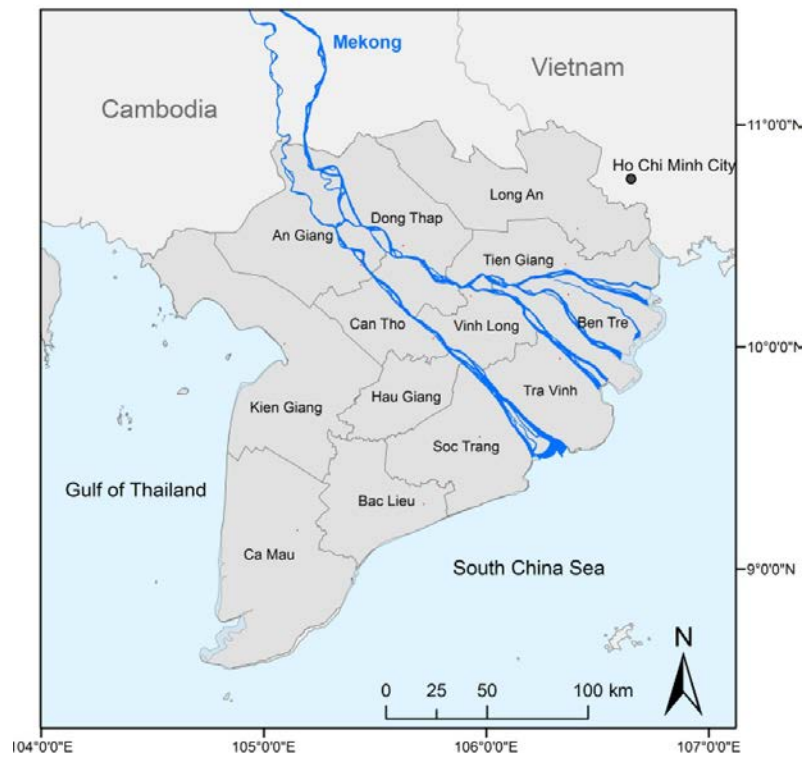 Mekong
Vietnam
Cambodia
11°0'0"N
Ho Chi Minh City
Long An
Dong Thap
An Giang
Tien Giang
Can Tho
Vinh Long
Ben Tre
10°0'0"N
Tra Vinh
Hau Giang
Kien Giang
Soc Trang
Gulf of Thailand
Bac Lieu
Ca Mau
South China Sea
9°0'0"N
N
0 25 50 100 km
104°0'0"E 105°0'0"E 106°0'0"E 107°0'0"E